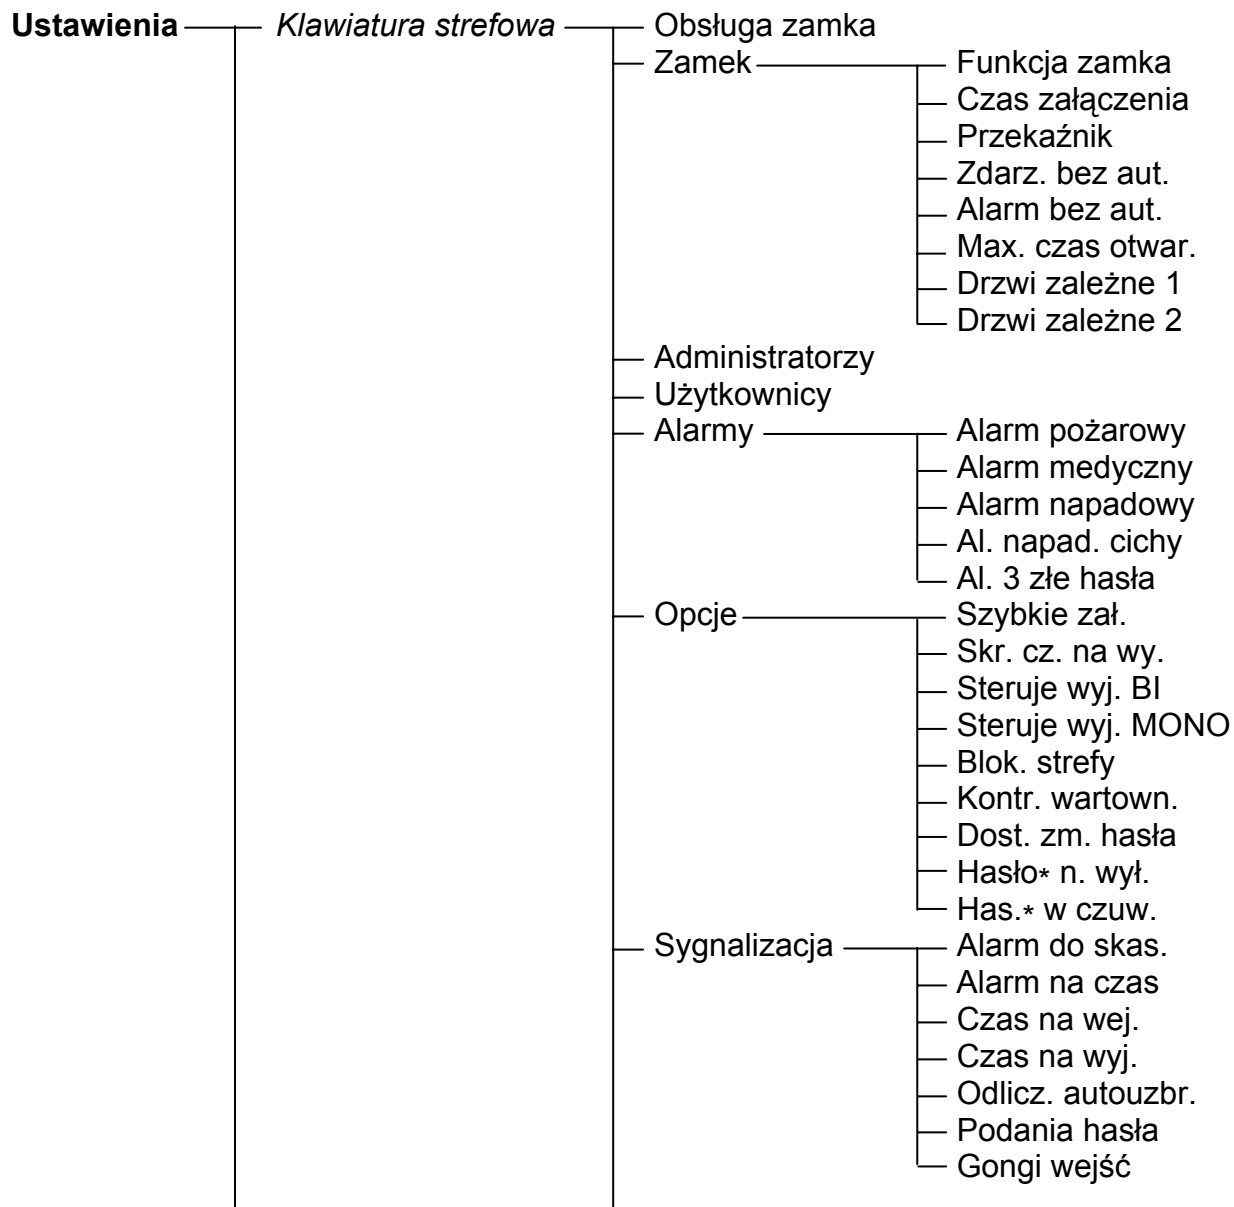 Ustawienia Klawiatura strefowa Obsługa zamka
Zamek Funkcja zamka
Czas załączenia
Przekaźnik
Zdarz. bez aut.
Alarm bez aut.
Max. czas otwar.
Drzwi zależne 1
Drzwi zależne 2
Administratorzy
Użytkownicy
Alarmy Alarm pożarowy
Alarm medyczny
Alarm napadowy
Al. napad. cichy
Al. 3 złe hasła
Opcje Szybkie zał.
Skr. cz. na wy.
Steruje wyj. BI
Steruje wyj. MONO
Blok. strefy
Kontr. wartown.
Dost. zm. hasła
Hasło* n. wył.
Has.* w czuw.
Sygnalizacja Alarm do skas.
Alarm na czas
Czas na wej.
Czas na wyj.
Odlicz. autouzbr.
Podania hasła
Gongi wejść